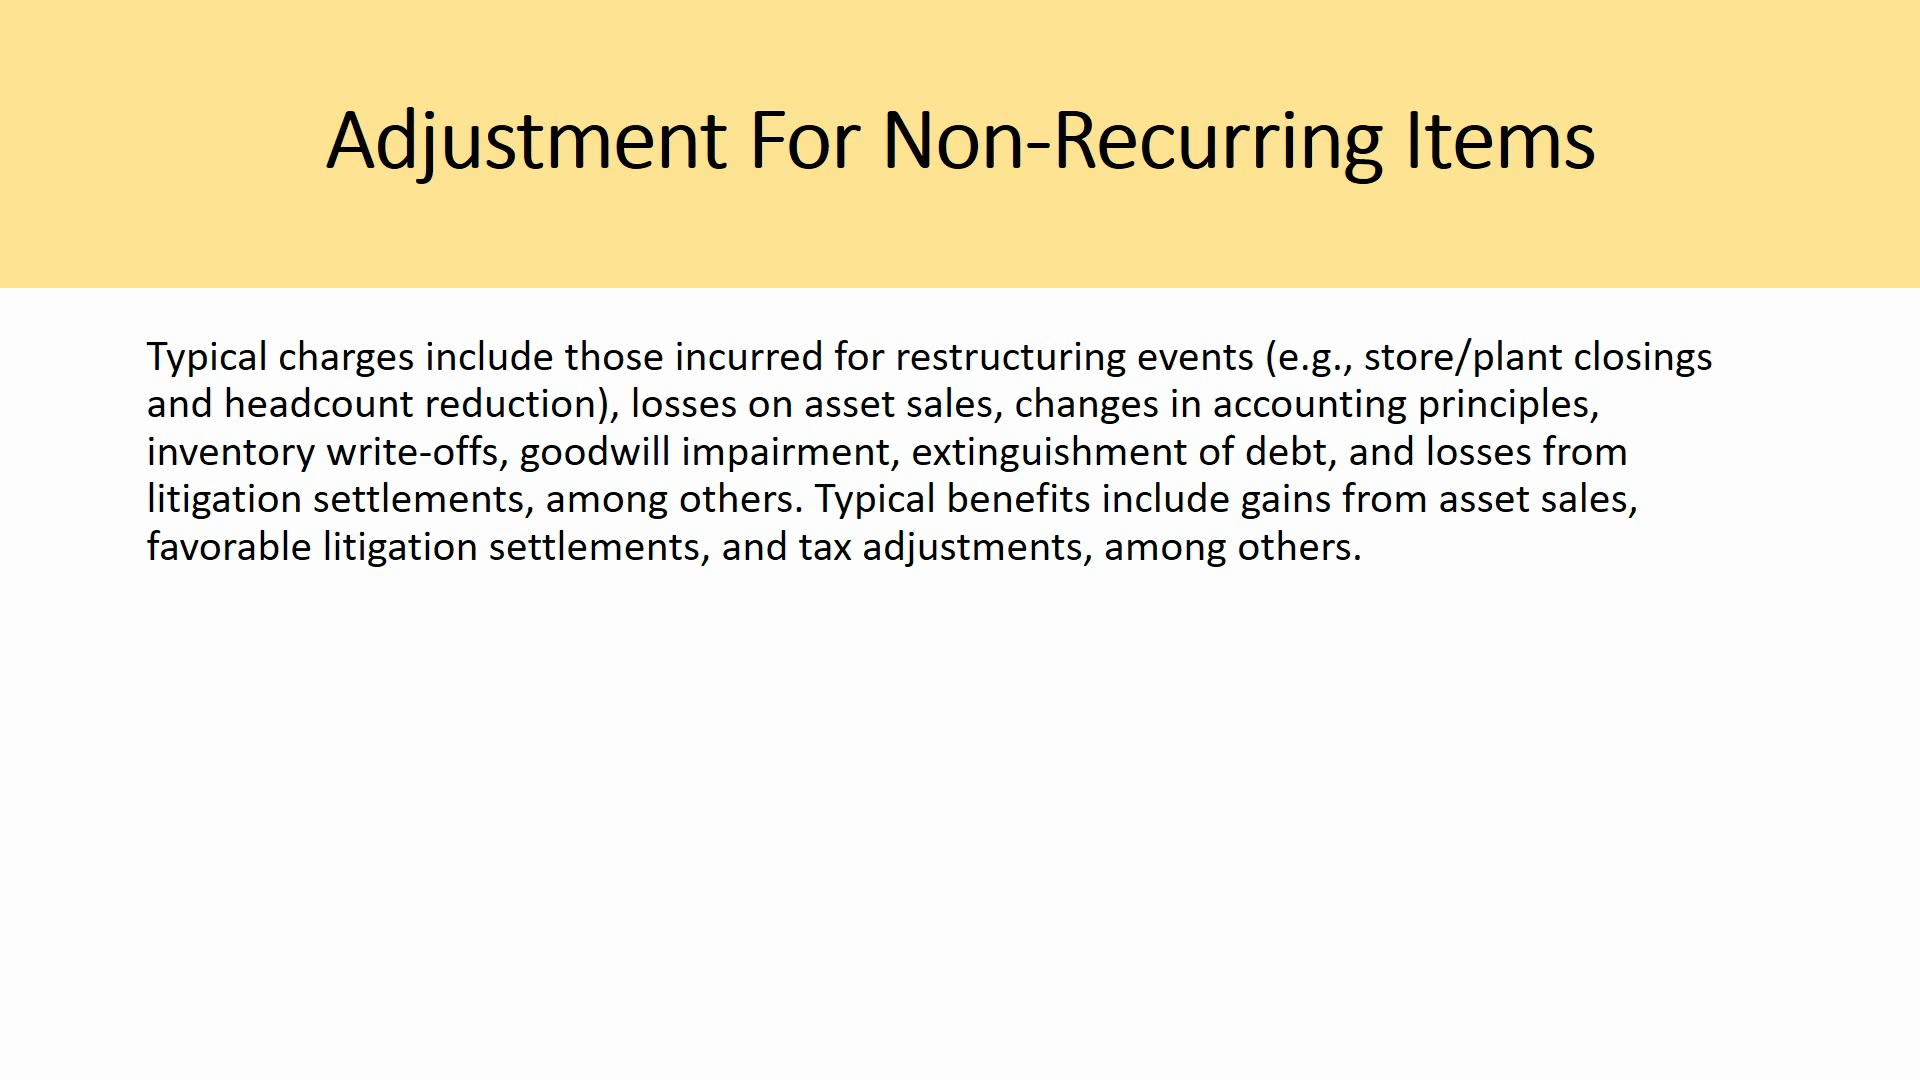 Adjustment For Non-Recurring Items
Typical charges include those incurred for restructuring events (e.g., store/plant closings
and headcount reduction), losses on asset sales, changes in accounting principles,
inventory write-offs, goodwill impairment, extinguishment of debt, and losses from
litigation settlements, among others. Typical benefits include gains from asset sales,
favorable litigation settlements, and tax adjustments, among others.